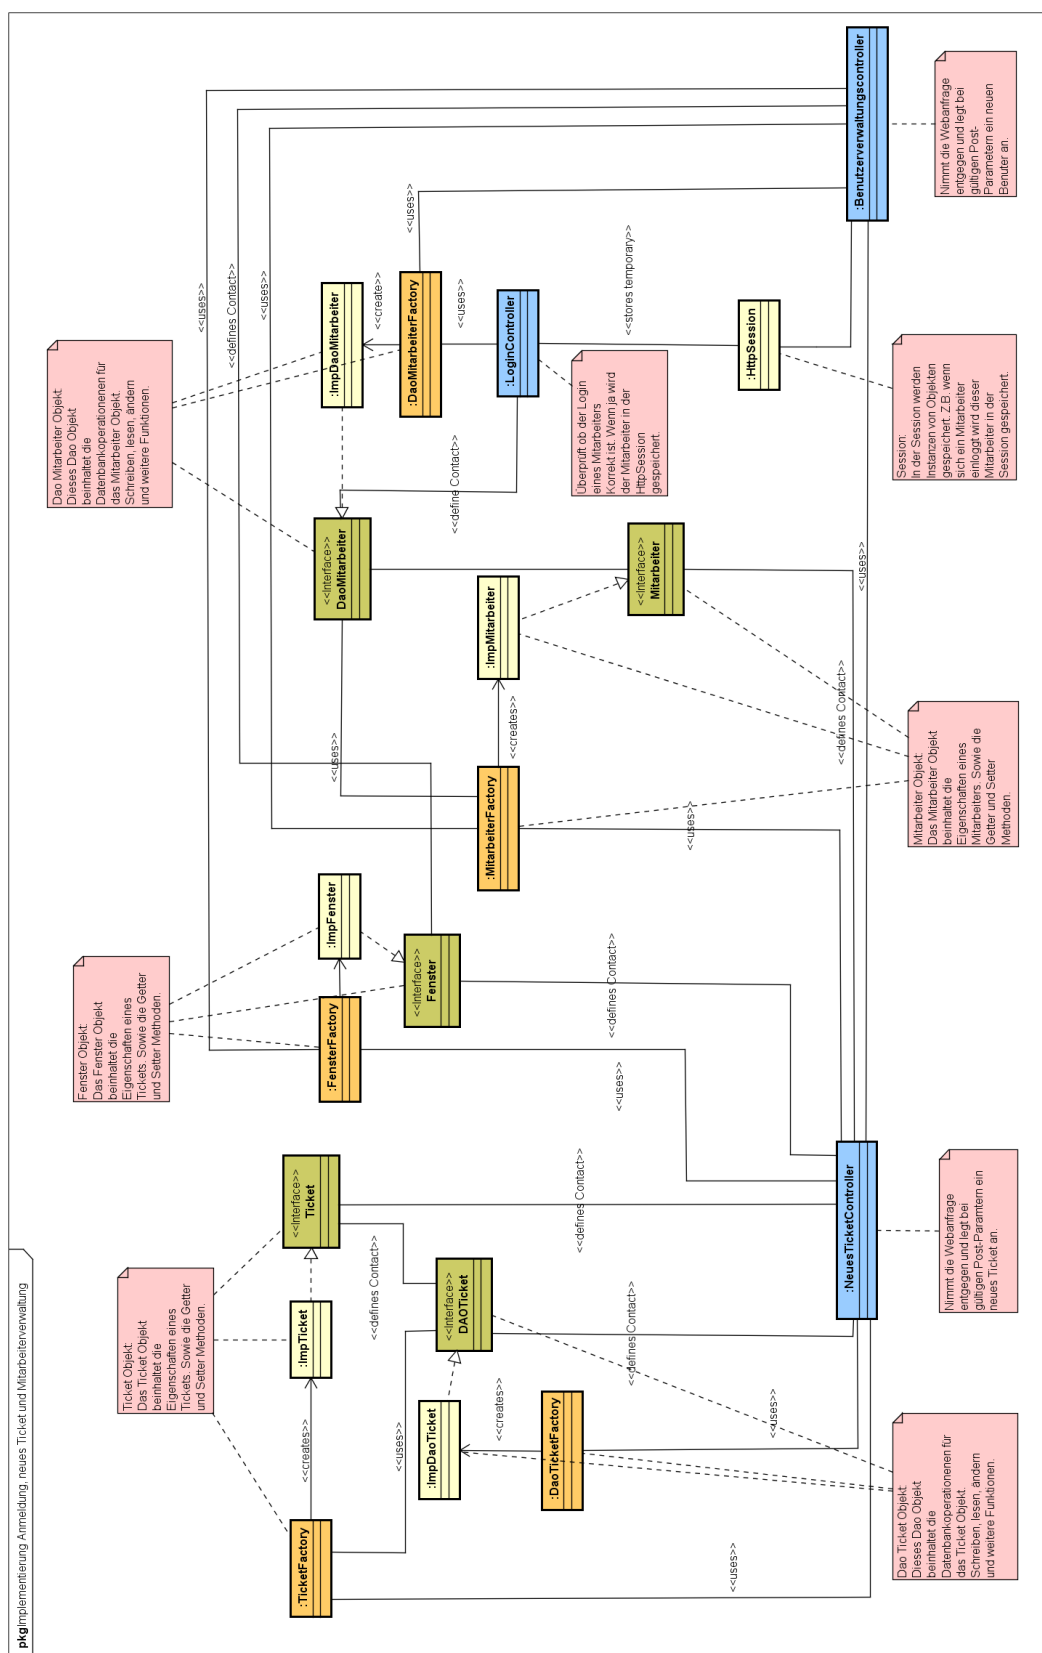 pkgImplementierung Anmeldung, neues Ticket und Mitarbeiterverwaltung
Ticket Objekt:
Das Ticket Objekt
beinhaltet die
Eigenschaften eines
Tickets. Sowie die Getter
und Setter Methoden.
Fenster Objekt:
Das Fenster Objekt
beinhaltet die
Eigenschaften eines
Tickets. Sowie die Getter
und Setter Methoden.
Dao Mitarbeiter Objekt:
Dieses Dao Objekt
beinhaltet die
Datenbankoperationenen für
das Mitarbeiter Objekt.
Schreiben, lesen, ändern
und weitere Funktionen.
<<uses>>
<<defines Contact>>
<<uses>>
:TicketFactory
<<creates>>
:ImpTicket
<<Interface>>
Ticket
<<defines Contact>>
<<uses>>
:FensterFactory
:ImpFenster
<<Interface>>
Fenster
<<uses>>
<<Interface>>
DaoMitarbeiter
:ImpDaoMitarbeiter
<<create>>
:DaoMitarbeiterFactory
<<uses>>
<<uses>>
<<define Contact>>
:LoginController
:ImpDaoTicket
<<Interface>>
DAOTicket
<<creates>>
:DaoTicketFactory
:MitarbeiterFactory
<<creates>>
:ImpMitarbeiter
<<Interface>>
Mitarbeiter
<<defines Contact>>
<<defines Contact>>
<<uses>>
<<defines Contact>>
<<stores temporary>>
Überprüft ob der Login
eines Mitarbeiters
Korrekt ist. Wenn ja wird
der Mitarbeiter in der
HttpSession
gespeichert.
<<uses>>
<<uses>>
<<uses>>
:HttpSession
<<defines Contact>>
<<uses>>
:NeuesTicketController
:Benutzerverwaltungscontroller
Dao Ticket Objekt:
Dieses Dao Objekt
beinhaltet die
Datenbankoperationenen für
das Ticket Objekt.
Schreiben, lesen, ändern
und weitere Funktionen.
Nimmt die Webanfrage
entgegen und legt bei
gültigen Post-Paramtern ein
neues Ticket an.
Mitarbeiter Objekt:
Das Mitarbeiter Objekt
beinhaltet die
Eigenschaften eines
Mitarbeiters. Sowie die
Getter und Setter
Methoden.
Session:
In der Session werden
Instanzen von Objekten
gespeichert. Z.B. wenn
sich ein Mitarbeiter
einloggt wird dieser
Mitarbeiter in der
Session gespeichert.
Nimmt die Webanfrage
entgegen und legt bei
gültigen Post-
Parametern ein neuen
Benuter an.